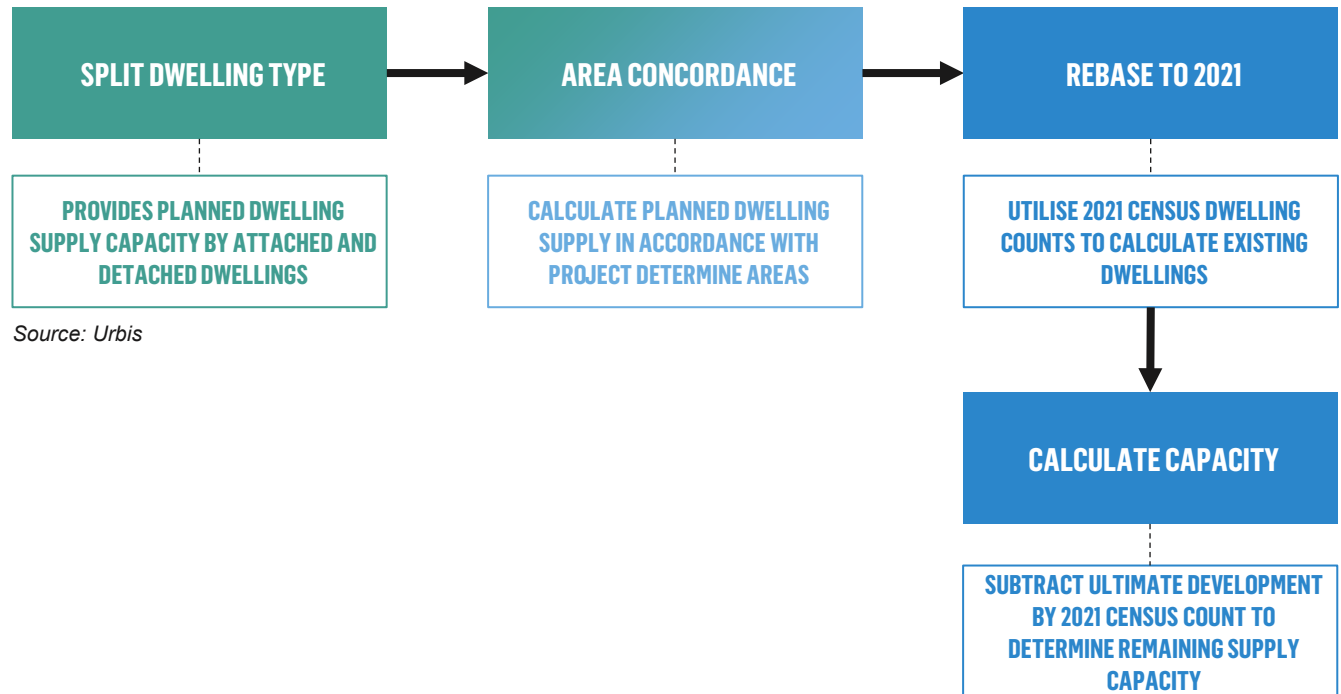 SPLIT DWELLING TYPE
PROVIDES PLANNED DWELLING
SUPPLY CAPACITY BY ATTACHED AND
DETACHED DWELLINGS
AREA CONCORDANCE
CALCULATE PLANNED DWELLING
SUPPLY IN ACCORDANCE WITH
PROJECT DETERMINE AREAS
REBASE TO 2021
UTILISE 2021 CENSUS DWELLING
COUNTS TO CALCULATE EXISTING
DWELLINGS
CALCULATE CAPACITY
SUBTRACT ULTIMATE DEVELOPMENT
BY 2021 CENSUS COUNT TO
DETERMINE REMAINING SUPPLY
CAPACITY
Source: Urbis